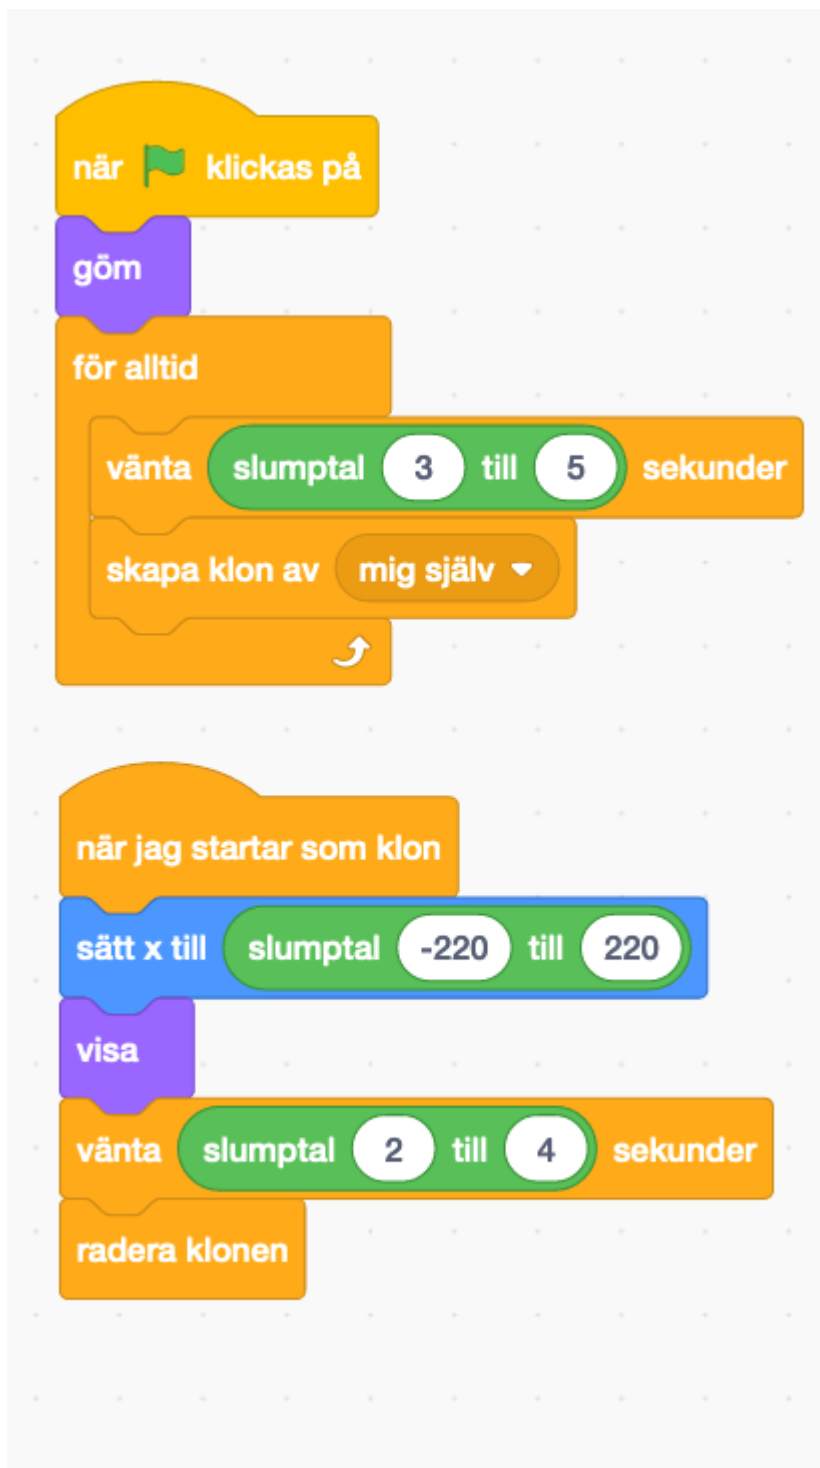 när klickas på
göm
för alltid
vänta slumptal 3 till 5 sekunder
skapa klon av mig själv
när jag startar som klon
sätt x till slumptal -220 till 220
visa
vänta slumptal 2 till 4 sekunder
radera klonen